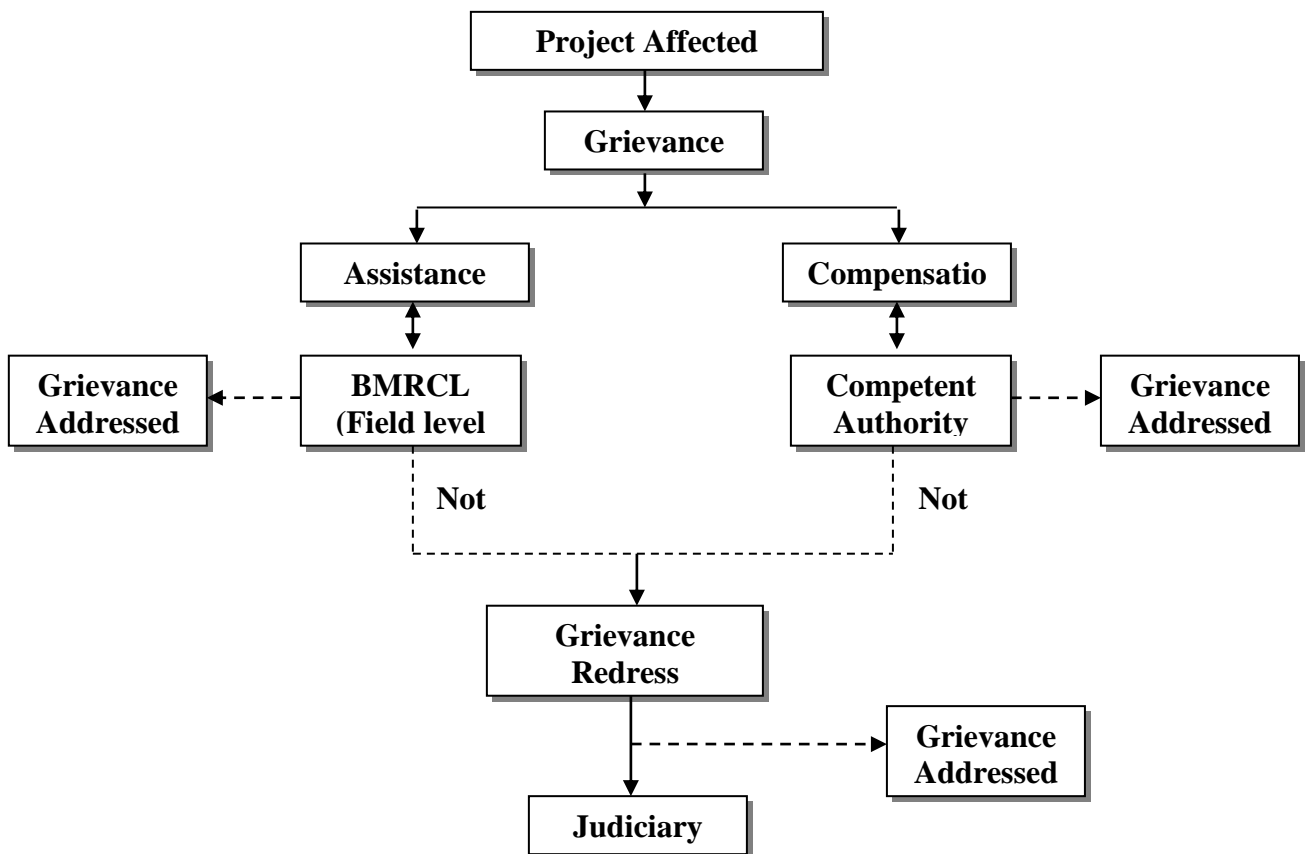 Project Affected
Grievance
Assistance
Compensatio
Grievance
Addressed
BMRCL
(Field level
Competent
Authority
Grievance
Addressed
Not
Not
Grievance
Redress
Grievance
Addressed
Judiciary